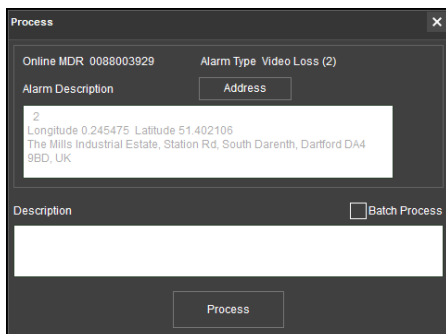 Process
Online MDR 0088003929 Alarm Type Video Loss (2)
Alarm Description Address
2
Longitude 0.245475 Latitude 51.402106
The Mills Industrial Estate, Station Rd, South Darenth, Dartford DA4
9BD, UK
Description Batch Process
Process